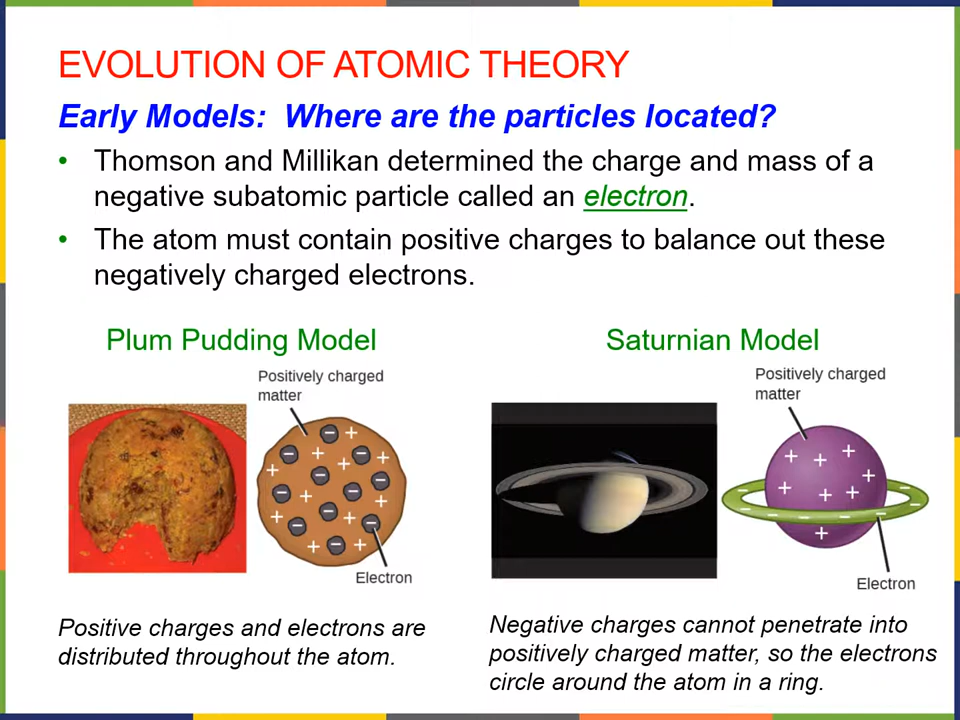 EVOLUTION OF ATOMIC THEORY
Early Models:  Where are the particles located?
• Thomson and Millikan determined the charge and mass of a
negative subatomic particle called an electron.
• The atom must contain positive charges to balance out these
negatively charged electrons.
Plum Pudding Model
Positively charged
matter
Electron
Positive charges and electrons are
distributed throughout the atom.
Saturnian Model
Positively charged
matter
Electron
Negative charges cannot penetrate into
positively charged matter, so the electrons
circle around the atom in a ring.